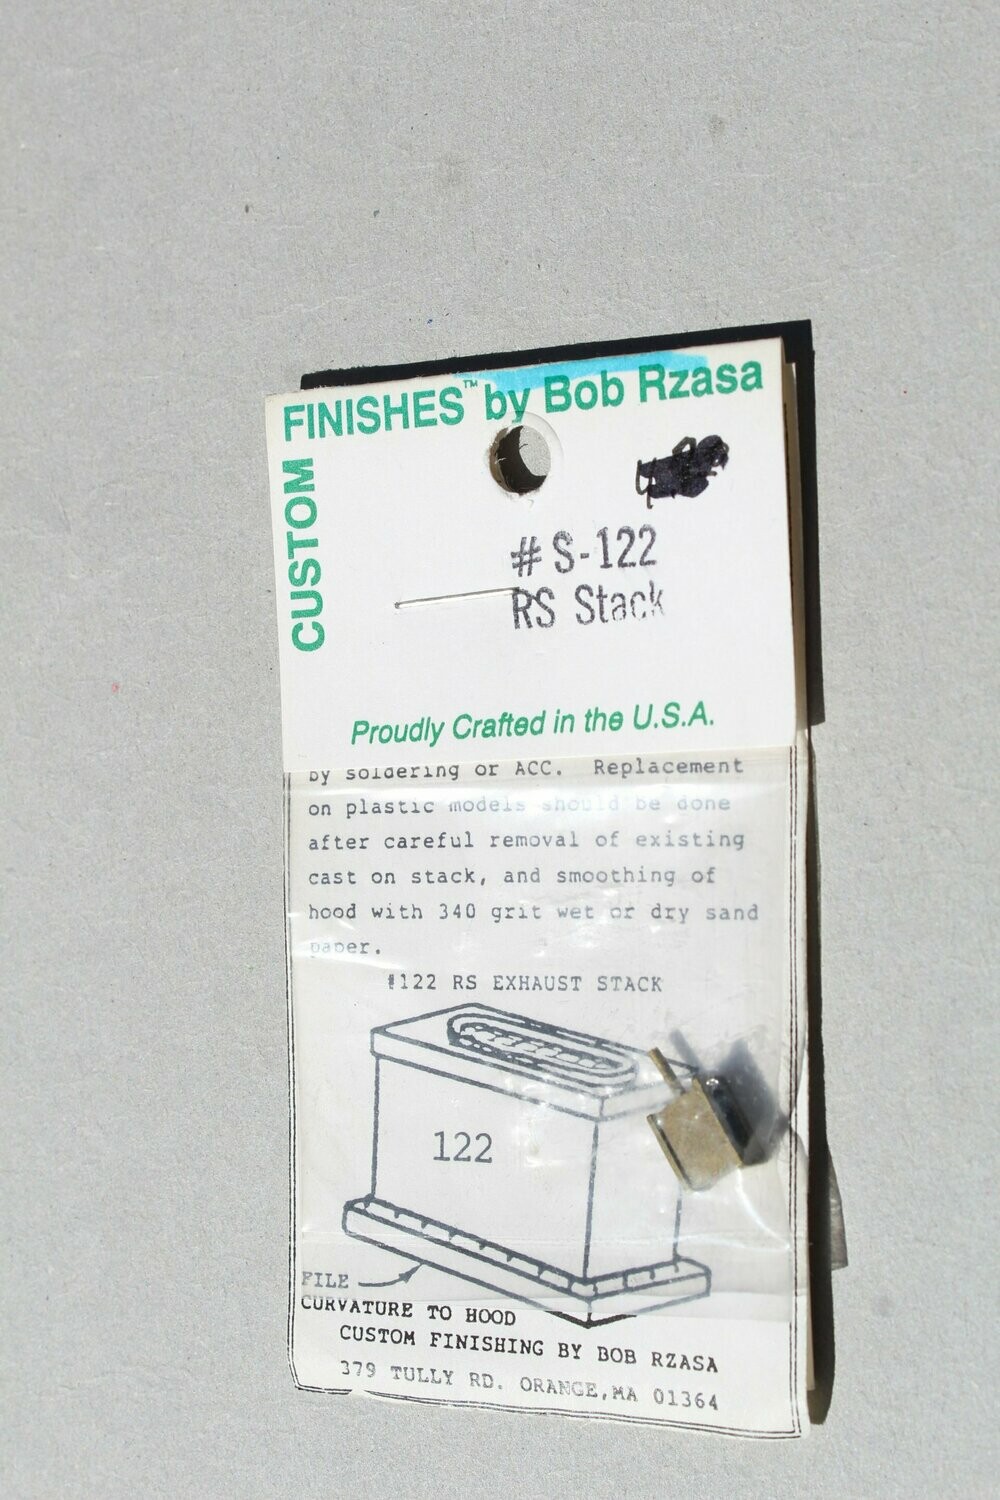 CUSTOM
FINISHES™ by Bob Rzasa
# S-122
RS Stack
Proudly Crafted in the U.S.A.
by soldering or ACC. Replacement
on plastic models should be done
after careful removal of existing
cast on stack, and smoothing of
hood with 340 grit wet or dry sand
paper.
#122 RS EXHAUST STACK
122
FILE
CURVATURE TO HOOD
CUSTOM FINISHING BY BOB RZASA
379 TULLY RD. ORANGE,MA 01364